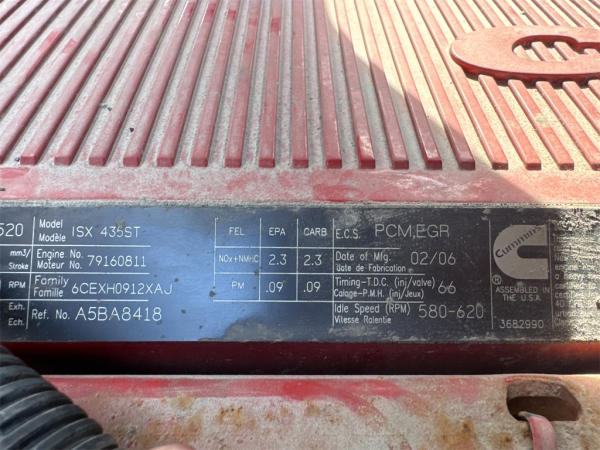 520 Model Modèle ISX 435ST FEL EPA CARB E.C.S. PCM,EGR
mm3/ Stroke Engine No. Moteur No. 79160811 NOx+NMHC 2.3 2.3 Date of Mfg. Date de Fabrication 02/06
RPM Family Famille 6CEXH0912XAJ PM .09 .09 Timing-T.D.C. (inj/valve) Calage-P.M.H. (inj/Jeux) 66
Exh. Ech. Ref. No. A5BA8418 Idle Speed (RPM) Vitesse Ralentie 580-620
Cummins
®
ASSEMBLED IN
THE U.S.A.
3682990